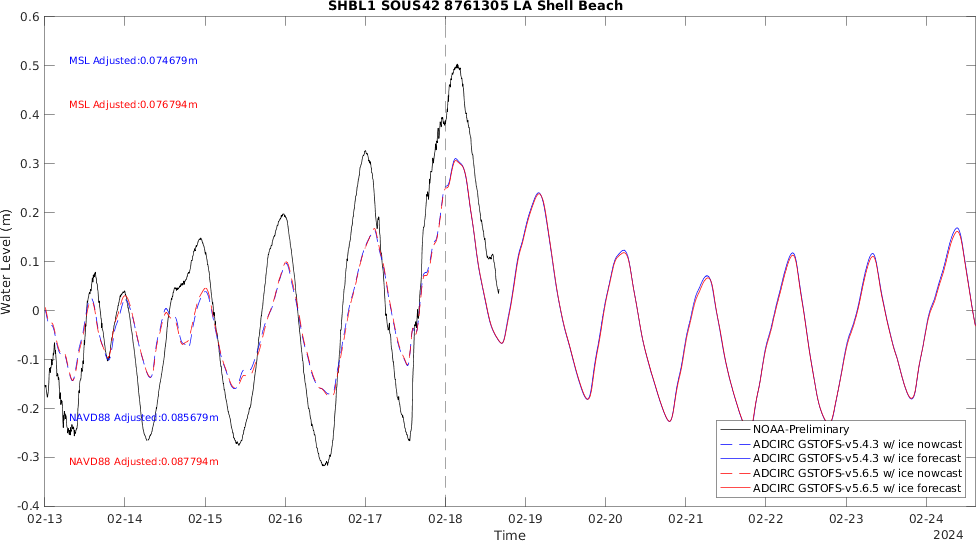 SHBL1 SOUS42 8761305 LA Shell Beach
0.6
0.5
0.4
0.3
0.2
0.1
0
-0.1
-0.2
-0.3
-0.4
Water Level (m)
MSL Adjusted:0.074679m
MSL Adjusted:0.076794m
NAVD88 Adjusted:0.085679m
NAVD88 Adjusted:0.087794m
NOAA-Preliminary
ADCIRC GSTOFS-v5.4.3 w/ ice nowcast
ADCIRC GSTOFS-v5.4.3 w/ ice forecast
ADCIRC GSTOFS-v5.6.5 w/ ice nowcast
ADCIRC GSTOFS-v5.6.5 w/ ice forecast
02-13 02-14 02-15 02-16 02-17 02-18 02-19 02-20 02-21 02-22 02-23 02-24
Time
2024